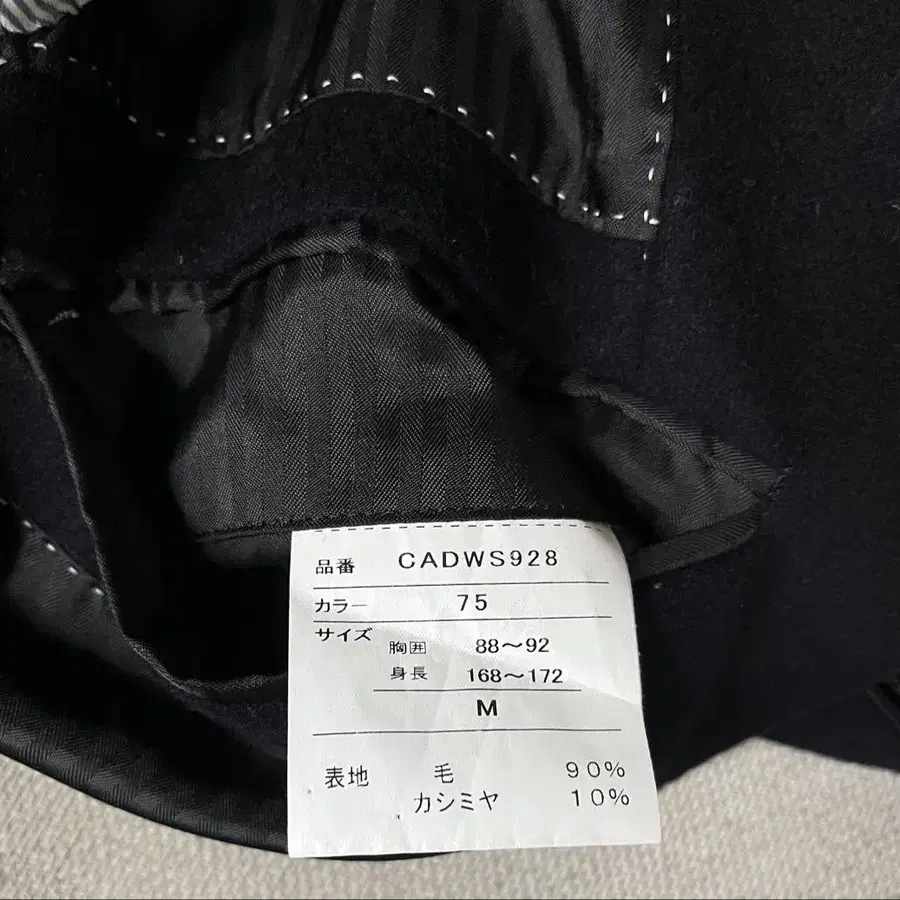 品番 CADWS928
カラー 75
サイズ 胸囲 88～92
身長 168～172
M
表地 毛 90%
カシミヤ 10%